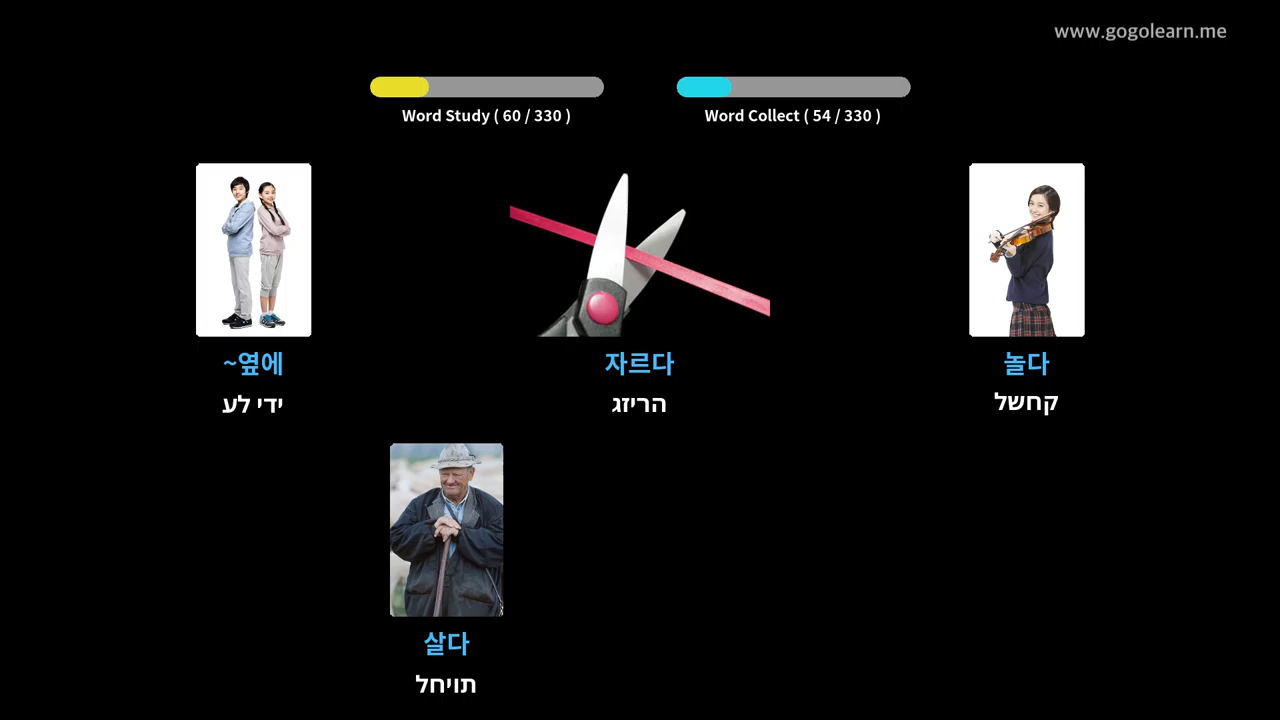 www.gogolearn.me
Word Study ( 60 / 330 )
Word Collect ( 54 / 330 )
~옆에
ידי לע
자르다
הריזג
놀다
קחשל
살다
תויחל